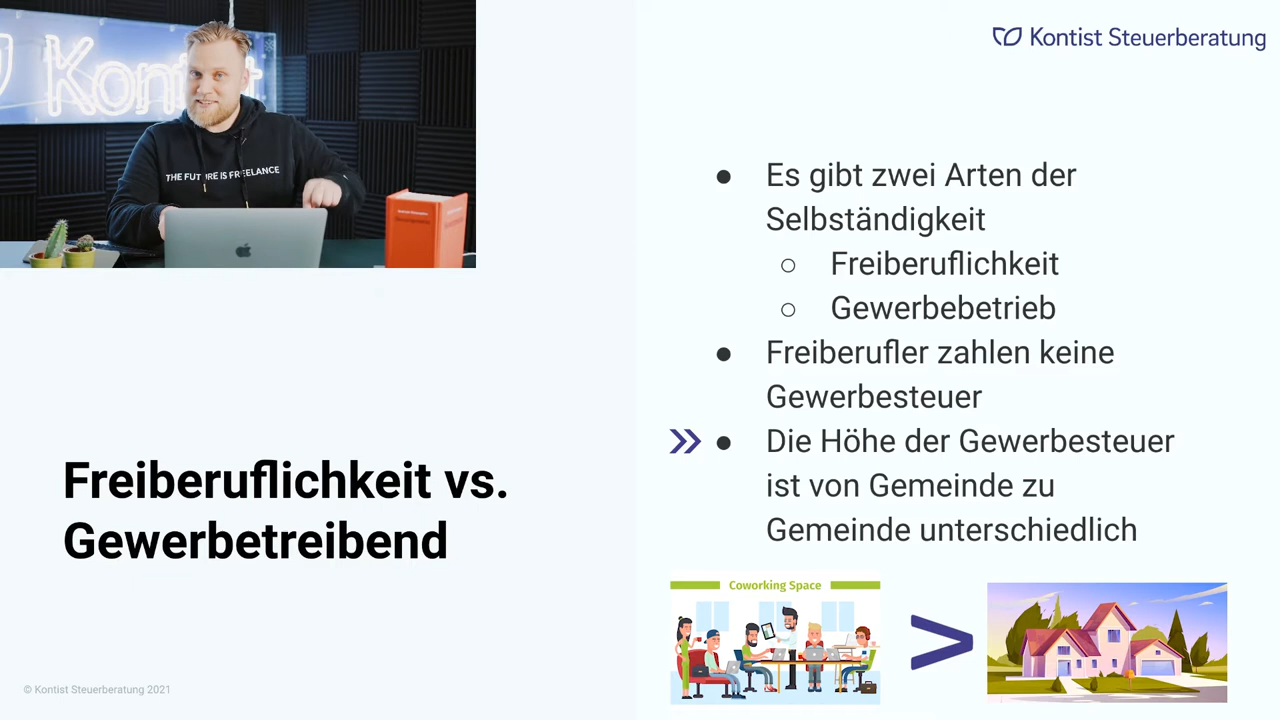 Kontist
THE FUTURE IS FREELANCE
Kontist Steuerberatung
Es gibt zwei Arten der
Selbständigkeit
Freiberuflichkeit
Gewerbebetrieb
Freiberufler zahlen keine
Gewerbesteuer
Die Höhe der Gewerbesteuer
ist von Gemeinde zu
Gemeinde unterschiedlich
Freiberuflichkeit vs.
Gewerbetreibend
Coworking Space
>
© Kontist Steuerberatung 2021